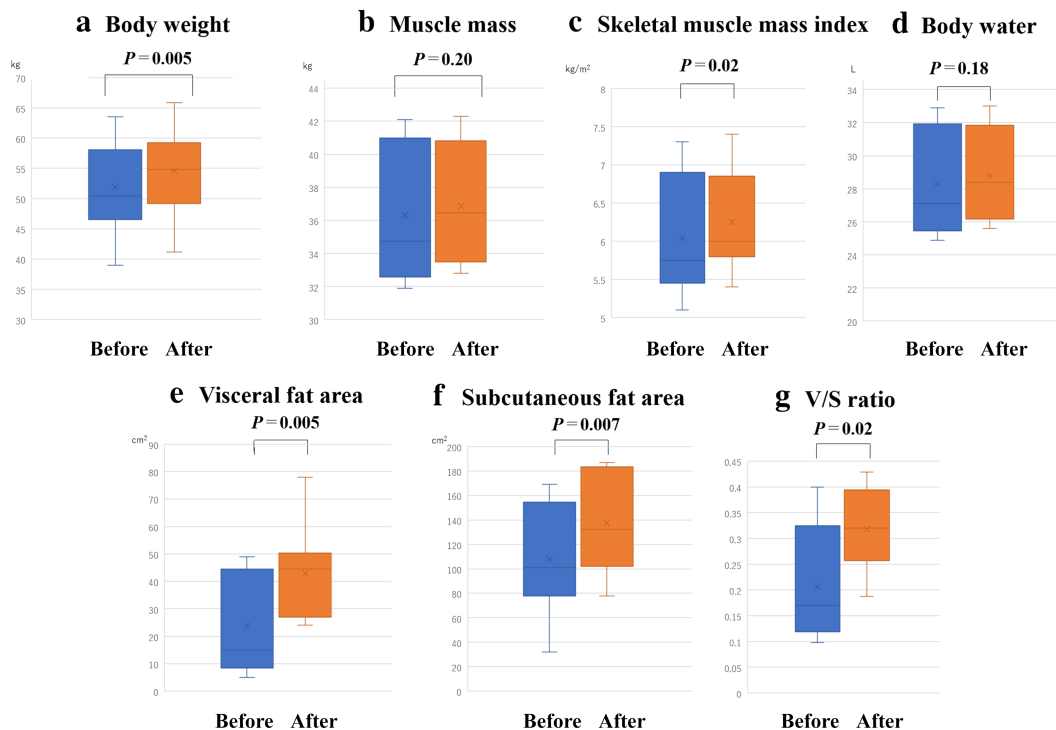 a Body weight
kg
P = 0.005
70
65
60
55
50
45
40
35
30
Before After
b Muscle mass
kg
P = 0.20
44
42
40
38
36
34
32
30
Before After
c Skeletal muscle mass index
kg/m²
P = 0.02
8
7.5
7
6.5
6
5.5
5
Before After
d Body water
L
P = 0.18
34
32
30
28
26
24
22
20
Before After
e Visceral fat area
cm²
P = 0.005
90
80
70
60
50
40
30
20
10
0
Before After
f Subcutaneous fat area
cm²
P = 0.007
200
180
160
140
120
100
80
60
40
20
0
Before After
g V/S ratio
P = 0.02
0.45
0.4
0.35
0.3
0.25
0.2
0.15
0.1
0.05
0
Before After